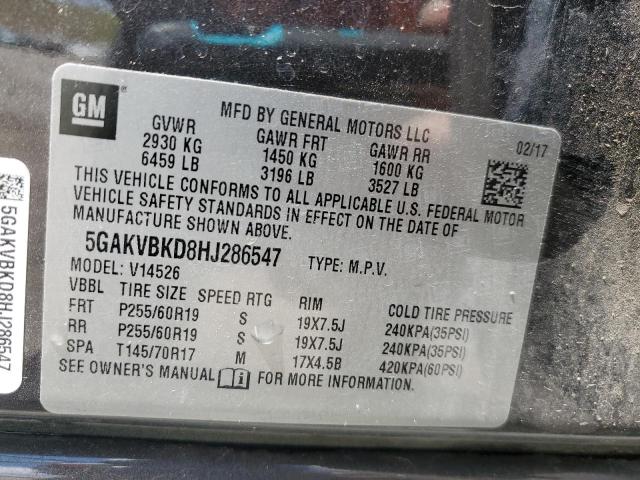 GM
MFD BY GENERAL MOTORS LLC
02/17
GVWR GAWR FRT GAWR RR
2930 KG 1450 KG 1600 KG
6459 LB 3196 LB 3527 LB
THIS VEHICLE CONFORMS TO ALL APPLICABLE U.S. FEDERAL MOTOR
VEHICLE SAFETY STANDARDS IN EFFECT ON THE DATE OF
MANUFACTURE SHOWN ABOVE.
5GAKVBKD8HJ286547 TYPE: M.P.V.
MODEL: V14526
VBBL TIRE SIZE SPEED RTG RIM COLD TIRE PRESSURE
FRT P255/60R19 S 19X7.5J 240KPA(35PSI)
RR P255/60R19 S 19X7.5J 240KPA(35PSI)
SPA T145/70R17 M 17X4.5B 420KPA(60PSI)
SEE OWNER'S MANUAL FOR MORE INFORMATION.
5GAKVBKD8HJ286547